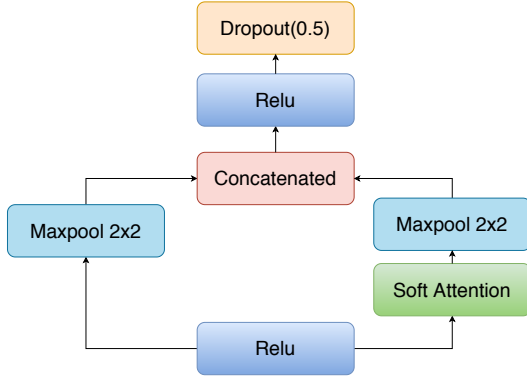 Dropout(0.5)
Relu
Concatenated
Maxpool 2x2
Maxpool 2x2
Soft Attention
Relu